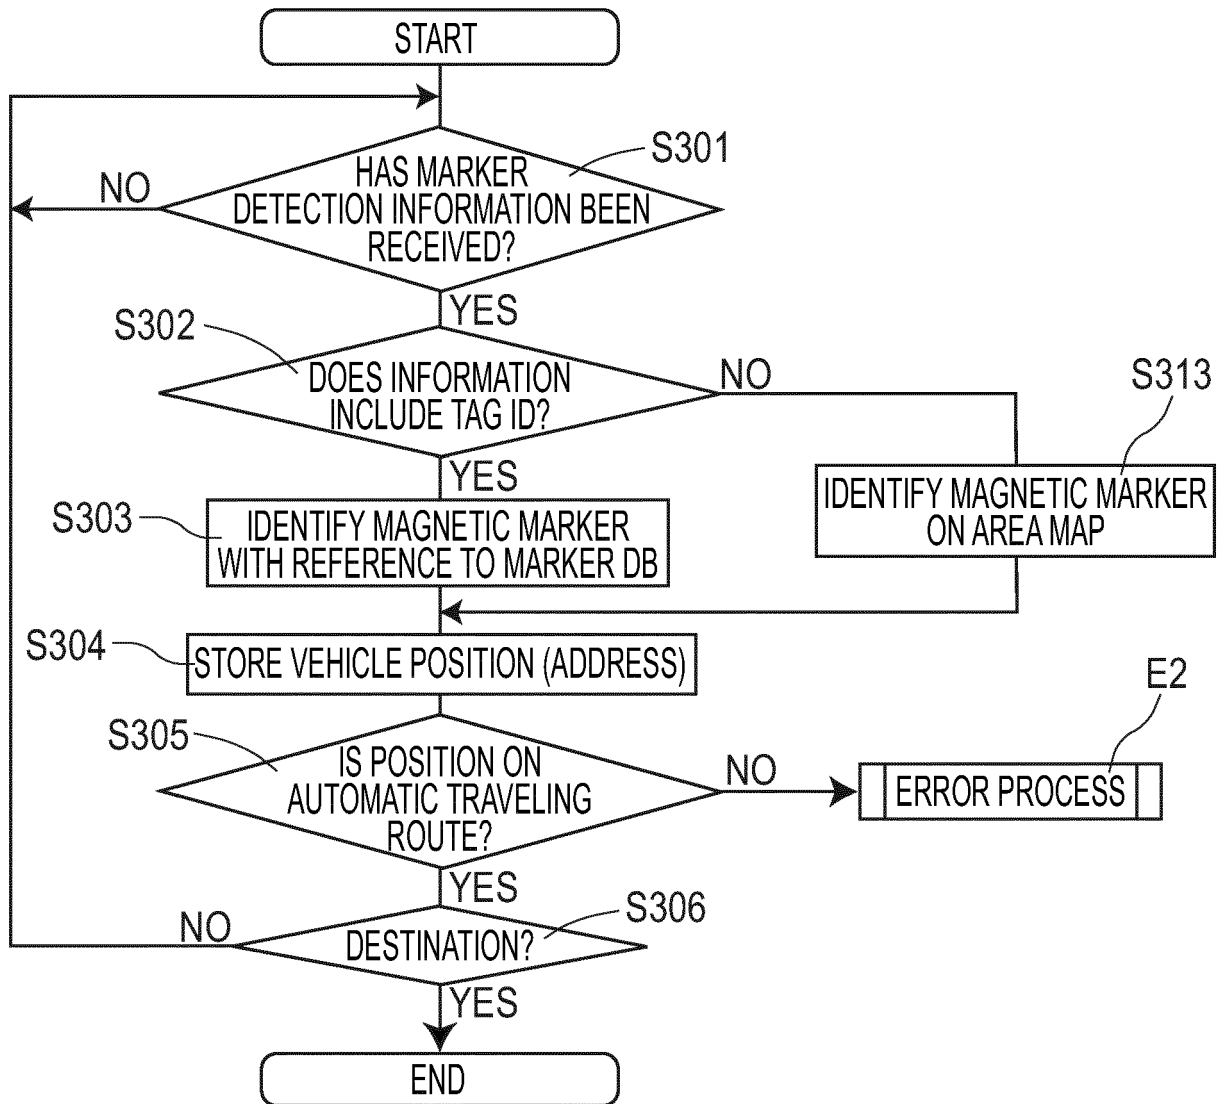 START
S301
HAS MARKER
DETECTION INFORMATION BEEN
RECEIVED?
NO
YES
S302
DOES INFORMATION
INCLUDE TAG ID?
NO
S313
YES
IDENTIFY MAGNETIC MARKER
ON AREA MAP
S303
IDENTIFY MAGNETIC MARKER
WITH REFERENCE TO MARKER DB
S304
STORE VEHICLE POSITION (ADDRESS)
E2
S305
IS POSITION ON
AUTOMATIC TRAVELING
ROUTE?
NO
ERROR PROCESS
YES
S306
NO
DESTINATION?
YES
END